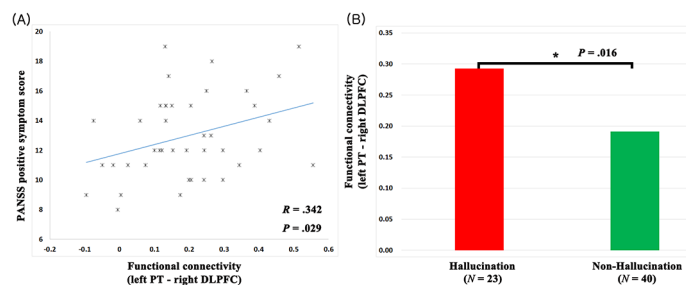 (A)
PANSS positive symptom score
20
18
16
14
12
10
8
6
-0.2
-0.1
0
0.1
0.2
0.3
0.4
0.5
0.6
R = .342
P = .029
Functional connectivity
(left PT - right DLPFC)
(B)
Functional connectivity
(left PT - right DLPFC)
0.35
0.30
0.25
0.20
0.15
0.10
0.05
0.00
* P = .016
Hallucination
(N = 23)
Non-Hallucination
(N = 40)